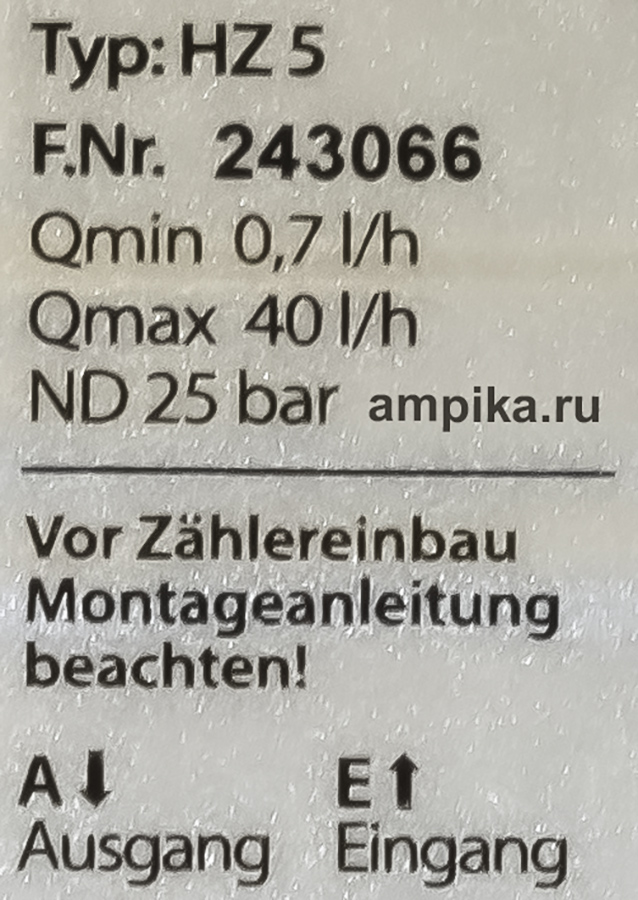 Typ: HZ 5
F.Nr. 243066
Qmin 0,7 l/h
Qmax 40 l/h
ND 25 bar ampika.ru
Vor Zählereinbau
Montageanleitung
beachten!
A ⬇ E ⬆
Ausgang Eingang